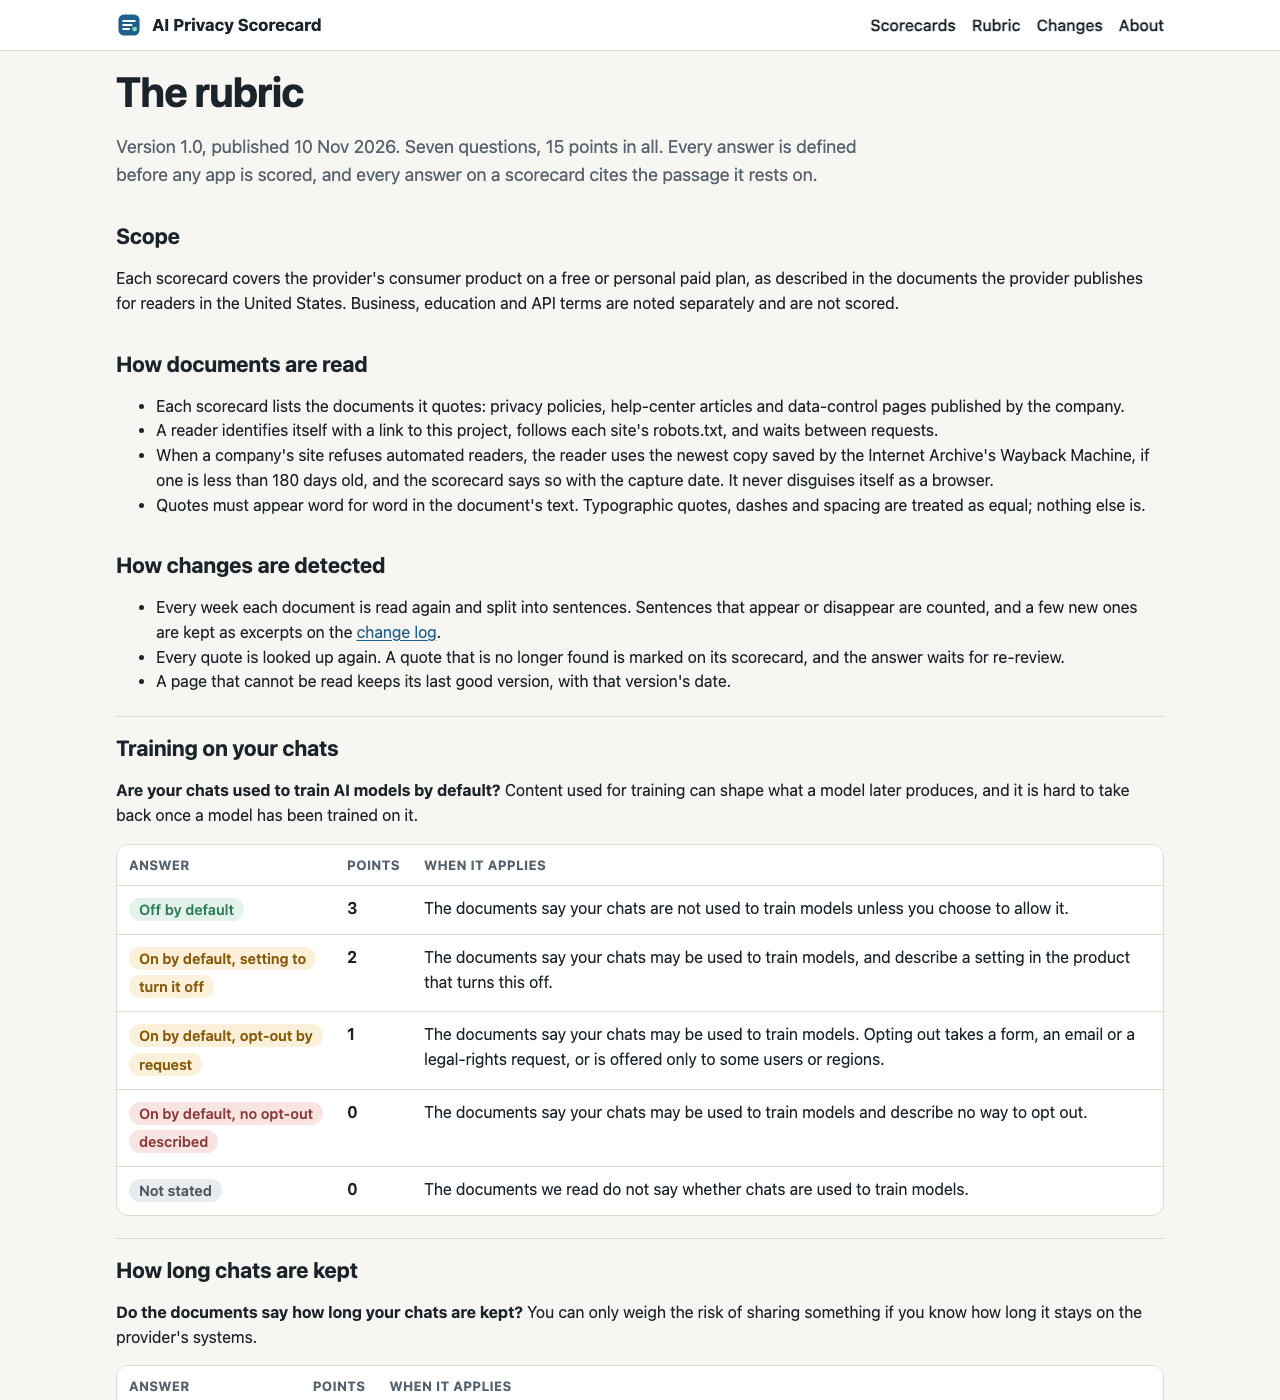 AI Privacy Scorecard
Scorecards Rubric Changes About
The rubric
Version 1.0, published 10 Nov 2026. Seven questions, 15 points in all. Every answer is defined
before any app is scored, and every answer on a scorecard cites the passage it rests on.
Scope
Each scorecard covers the provider's consumer product on a free or personal paid plan, as described in the documents the provider publishes
for readers in the United States. Business, education and API terms are noted separately and are not scored.
How documents are read
• Each scorecard lists the documents it quotes: privacy policies, help-center articles and data-control pages published by the company.
• A reader identifies itself with a link to this project, follows each site's robots.txt, and waits between requests.
• When a company's site refuses automated readers, the reader uses the newest copy saved by the Internet Archive's Wayback Machine, if
one is less than 180 days old, and the scorecard says so with the capture date. It never disguises itself as a browser.
• Quotes must appear word for word in the document's text. Typographic quotes, dashes and spacing are treated as equal; nothing else is.
How changes are detected
• Every week each document is read again and split into sentences. Sentences that appear or disappear are counted, and a few new ones
are kept as excerpts on the change log.
• Every quote is looked up again. A quote that is no longer found is marked on its scorecard, and the answer waits for re-review.
• A page that cannot be read keeps its last good version, with that version's date.
Training on your chats
Are your chats used to train AI models by default? Content used for training can shape what a model later produces, and it is hard to take
back once a model has been trained on it.
ANSWER POINTS WHEN IT APPLIES
Off by default 3 The documents say your chats are not used to train models unless you choose to allow it.
On by default, setting to 2 The documents say your chats may be used to train models, and describe a setting in the product
turn it off that turns this off.
On by default, opt-out by 1 The documents say your chats may be used to train models. Opting out takes a form, an email or a
request legal-rights request, or is offered only to some users or regions.
On by default, no opt-out 0 The documents say your chats may be used to train models and describe no way to opt out.
described
Not stated 0 The documents we read do not say whether chats are used to train models.
How long chats are kept
Do the documents say how long your chats are kept? You can only weigh the risk of sharing something if you know how long it stays on the
provider's systems.
ANSWER POINTS WHEN IT APPLIES